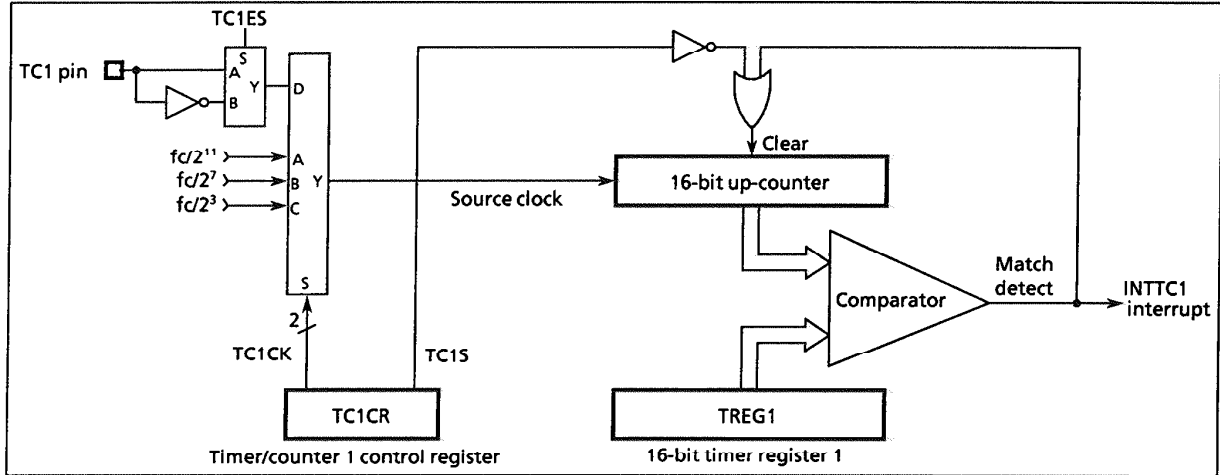 TC1ES
S
TC1 pin
A
Y
B
D
fc/2¹¹
A
fc/2⁷
B
Y
fc/2³
C
S
2
TC1CK
TC1S
Source clock
Clear
16-bit up-counter
Comparator
Match
detect
INTTC1
interrupt
TC1CR
Timer/counter 1 control register
TREG1
16-bit timer register 1